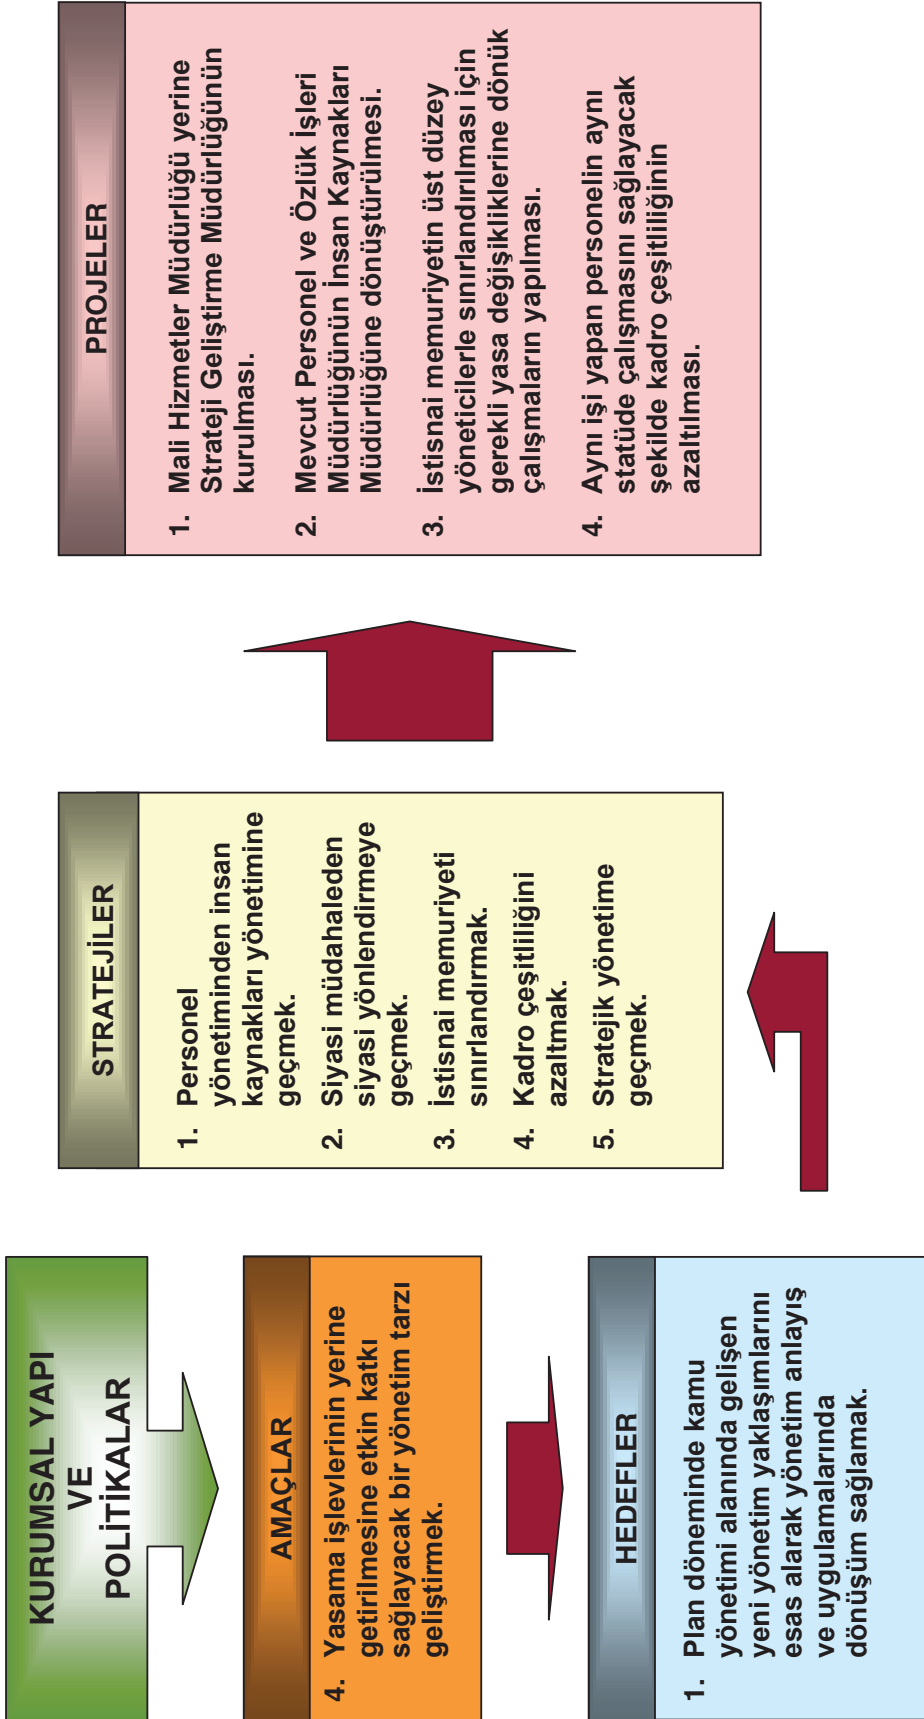 KURUMSAL YAPI
VE
POLİTİKALAR
AMAÇLAR
4. Yasama işlevlerinin yerine
getirilmesine etkin katkı
sağlayacak bir yönetim tarzı
geliştirmek.
HEDEFLER
1. Plan döneminde kamu
yönetimi alanında gelişen
yeni yönetim yaklaşımlarını
esas alarak yönetim anlayış
ve uygulamalarında
dönüşüm sağlamak.
STRATEJİLER
1. Personel
yönetiminden insan
kaynakları yönetimine
geçmek.
2. Siyasi müdahaleden
siyasi yönlendirmeye
geçmek.
3. İstisnai memuriyeti
sınırlandırmak.
4. Kadro çeşitliliğini
azaltmak.
5. Stratejik yönetime
geçmek.
PROJELER
1. Mali Hizmetler Müdürlüğü yerine
Strateji Geliştirme Müdürlüğünün
kurulması.
2. Mevcut Personel ve Özlük İşleri
Müdürlüğünün İnsan Kaynakları
Müdürlüğüne dönüştürülmesi.
3. İstisnai memuriyetin üst düzey
yöneticilerle sınırlandırılması için
gerekli yasa değişikliklerine dönük
çalışmaların yapılması.
4. Aynı işi yapan personelin aynı
statüde çalışmasını sağlayacak
şekilde kadro çeşitliliğinin
azaltılması.